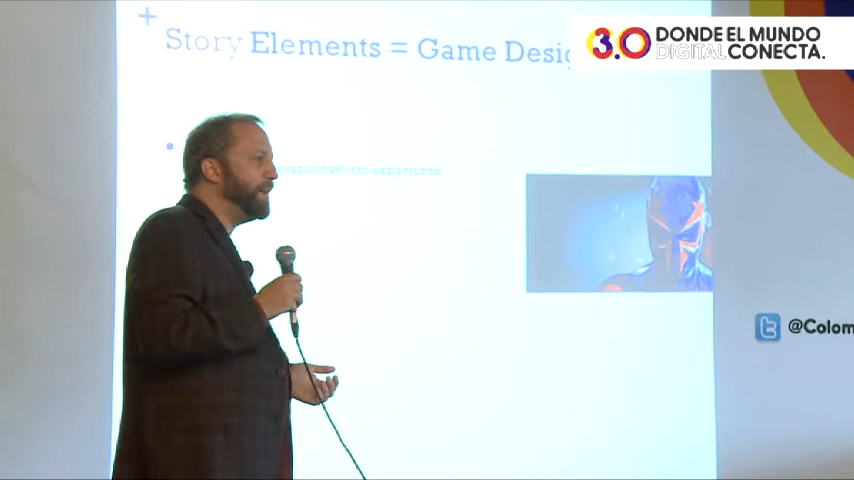 Story Elements = Game Desig
3.0 DONDE EL MUNDO
DIGITAL CONECTA.
@Colom